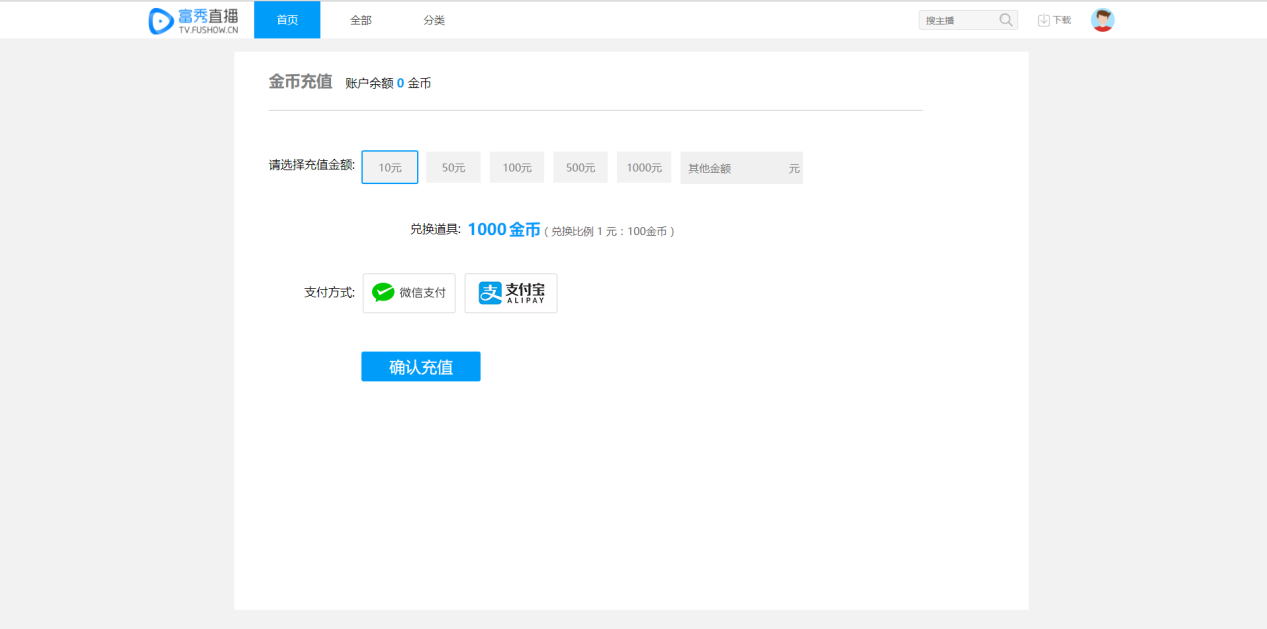 富秀直播
TV.FUSHOW.CN
首页
全部
分类
搜主播
下载
金币充值 账户余额 0 金币
请选择充值金额: 10元 50元 100元 500元 1000元 其他金额 元
兑换道具: 1000 金币 ( 兑换比例 1 元 : 100金币 )
支付方式: 微信支付 支 支付宝
ALIPAY
确认充值